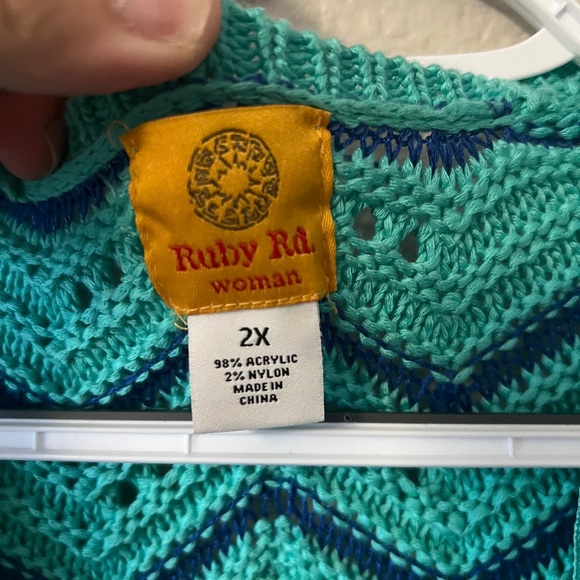 Ruby Rd.
woman
2X
98% ACRYLIC
2% NYLON
MADE IN
CHINA